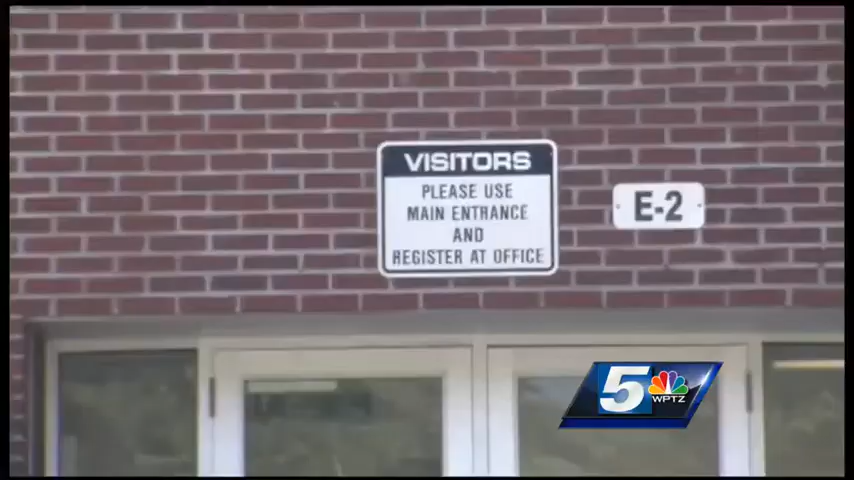 VISITORS
PLEASE USE
MAIN ENTRANCE
AND
REGISTER AT OFFICE
E-2
5
WPTZ